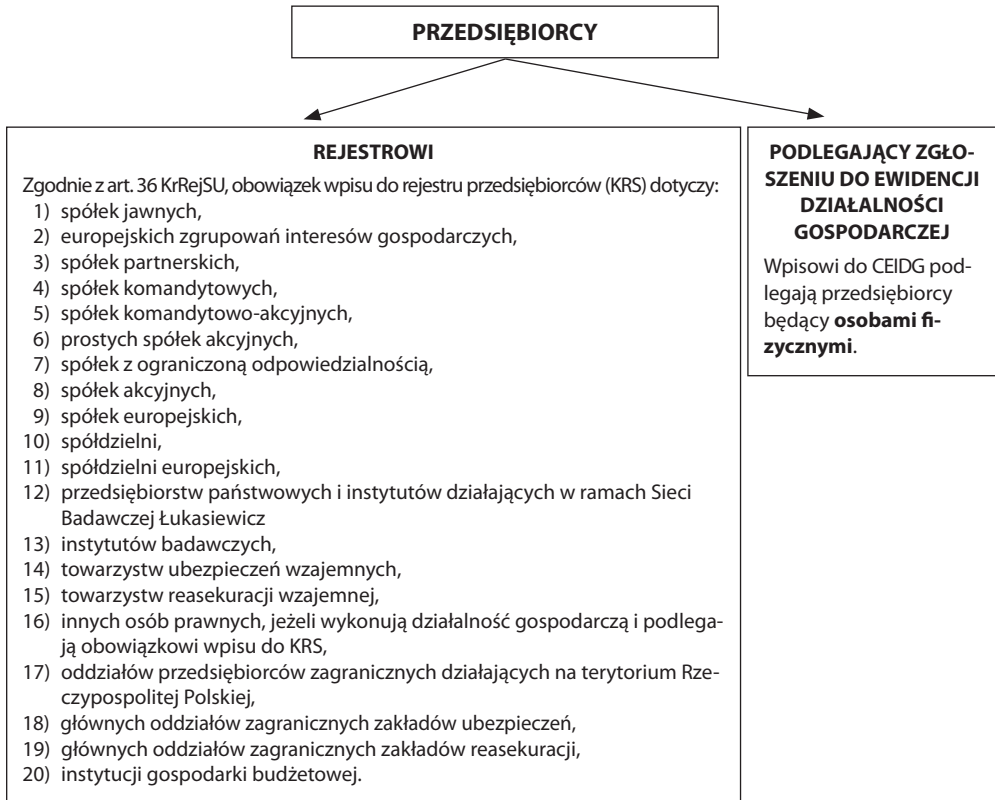 PRZEDSIĘBIORCY
REJESTROWI
Zgodnie z art. 36 KrRejSU, obowiązek wpisu do rejestru przedsiębiorców (KRS) dotyczy:
1) spółek jawnych,
2) europejskich zgrupowań interesów gospodarczych,
3) spółek partnerskich,
4) spółek komandytowych,
5) spółek komandytowo-akcyjnych,
6) prostych spółek akcyjnych,
7) spółek z ograniczoną odpowiedzialnością,
8) spółek akcyjnych,
9) spółek europejskich,
10) spółdzielni,
11) spółdzielni europejskich,
12) przedsiębiorstw państwowych i instytutów działających w ramach Sieci
Badawczej Łukasiewicz
13) instytutów badawczych,
14) towarzystw ubezpieczeń wzajemnych,
15) towarzystw reasekuracji wzajemnej,
16) innych osób prawnych, jeżeli wykonują działalność gospodarczą i podlega-
ją obowiązkowi wpisu do KRS,
17) oddziałów przedsiębiorców zagranicznych działających na terytorium Rze-
czypospolitej Polskiej,
18) głównych oddziałów zagranicznych zakładów ubezpieczeń,
19) głównych oddziałów zagranicznych zakładów reasekuracji,
20) instytucji gospodarki budżetowej.
PODLEGAJĄCY ZGŁO-
SZENIU DO EWIDENCJI
DZIAŁALNOŚCI
GOSPODARCZEJ
Wpisowi do CEIDG pod-
legają przedsiębiorcy
będący osobami fi-
zycznymi.